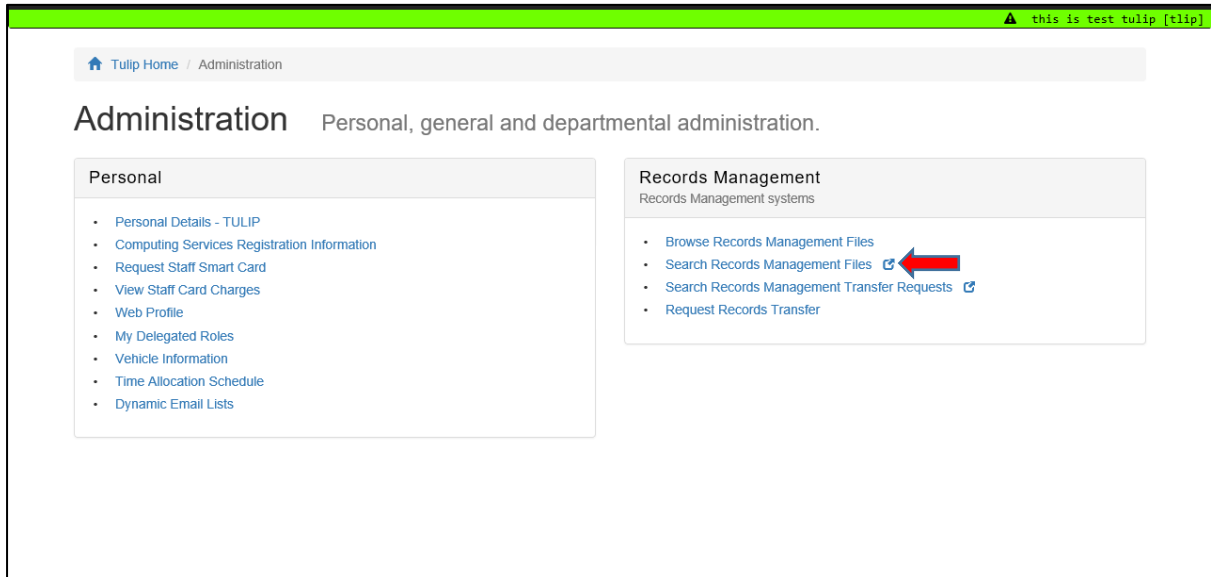 this is test tulip [tlip]
Tulip Home / Administration
Administration Personal, general and departmental administration.
Personal
• Personal Details - TULIP
• Computing Services Registration Information
• Request Staff Smart Card
• View Staff Card Charges
• Web Profile
• My Delegated Roles
• Vehicle Information
• Time Allocation Schedule
• Dynamic Email Lists
Records Management
Records Management systems
• Browse Records Management Files
• Search Records Management Files
• Search Records Management Transfer Requests
• Request Records Transfer